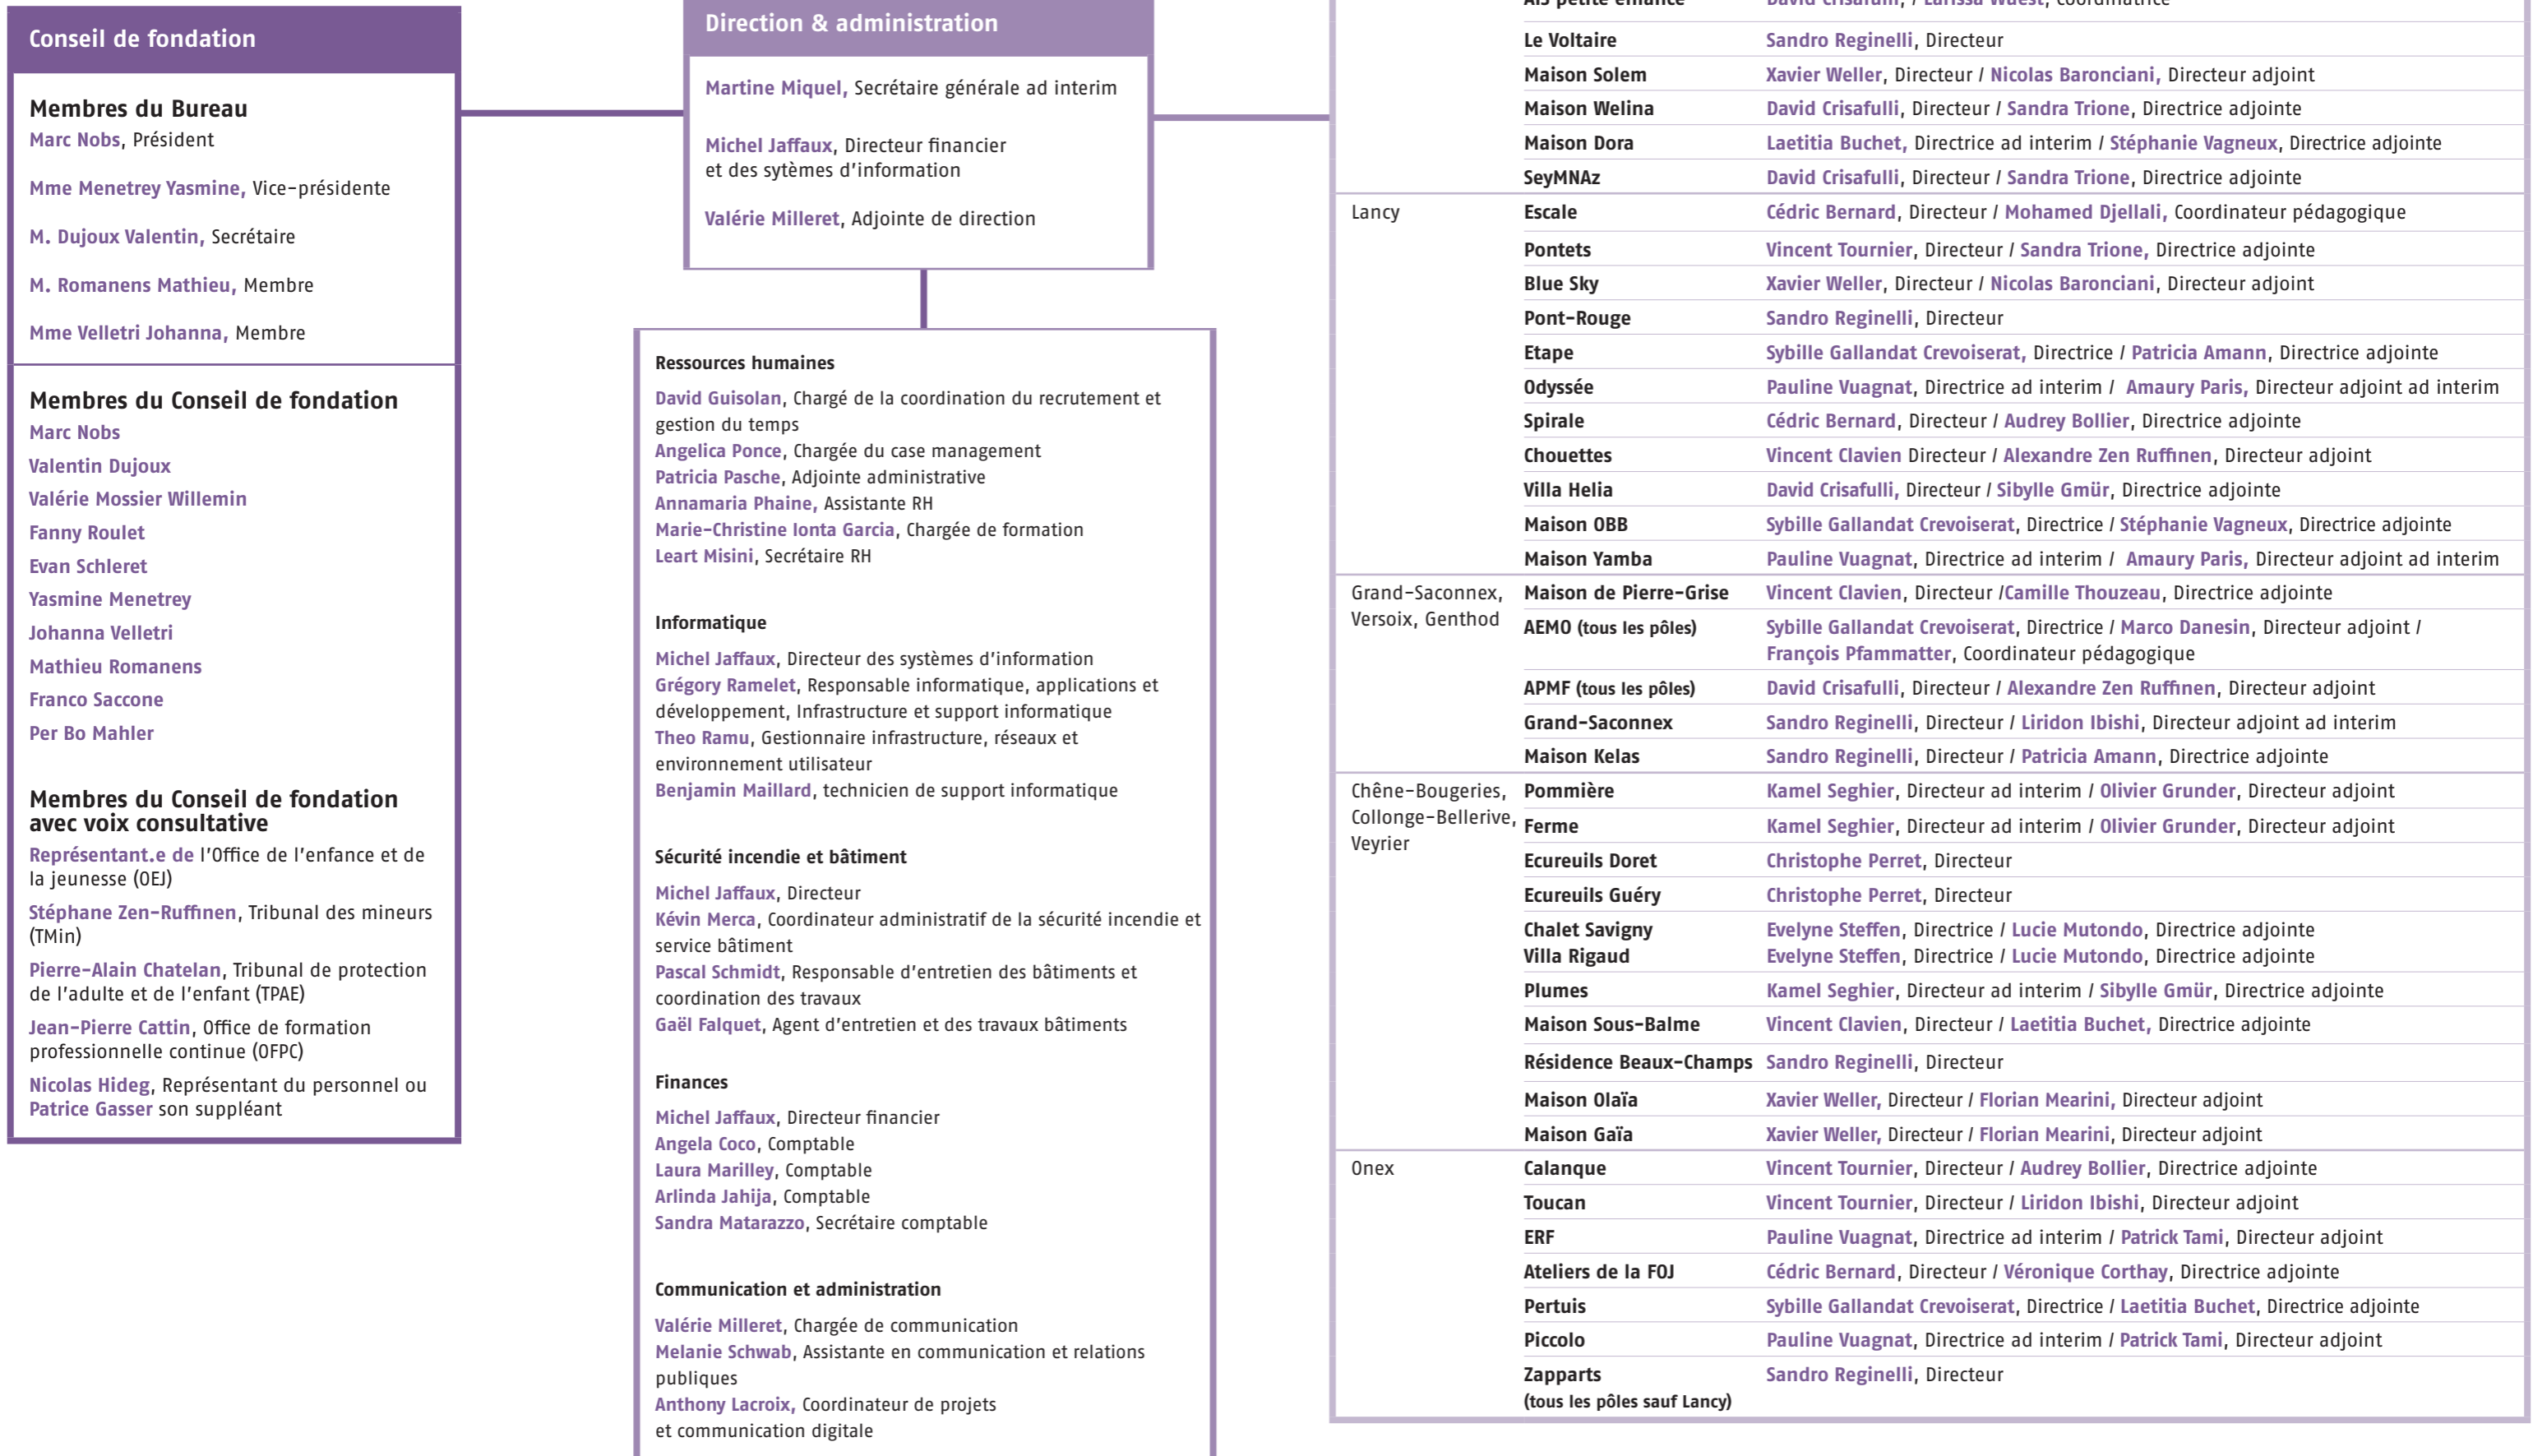 Conseil de fondation
Membres du Bureau
Marc Nobs, Président
Mme Menetrey Yasmine, Vice-présidente
M. Dujoux Valentin, Secrétaire
M. Romanens Mathieu, Membre
Mme Velletri Johanna, Membre
Membres du Conseil de fondation
Marc Nobs
Valentin Dujoux
Valérie Mossier Willemin
Fanny Roulet
Evan Schleret
Yasmine Menetrey
Johanna Velletri
Mathieu Romanens
Franco Saccone
Per Bo Mahler
Membres du Conseil de fondation
avec voix consultative
Représentant.e de l'Office de l'enfance et de
la jeunesse (OEJ)
Stéphane Zen-Ruffinen, Tribunal des mineurs
(TMin)
Pierre-Alain Chatelan, Tribunal de protection
de l'adulte et de l'enfant (TPAE)
Jean-Pierre Cattin, Office de formation
professionnelle continue (OFPC)
Nicolas Hideg, Représentant du personnel ou
Patrice Gasser son suppléant
Direction & administration
Martine Miquel, Secrétaire générale ad interim
Michel Jaffaux, Directeur financier
et des sytèmes d'information
Valérie Milleret, Adjointe de direction
Ressources humaines
David Guisolan, Chargé de la coordination du recrutement et
gestion du temps
Angelica Ponce, Chargée du case management
Patricia Pasche, Adjointe administrative
Annamaria Phaine, Assistante RH
Marie-Christine Ionta Garcia, Chargée de formation
Leart Misini, Secrétaire RH
Informatique
Michel Jaffaux, Directeur des systèmes d'information
Grégory Ramelet, Responsable informatique, applications et
développement, Infrastructure et support informatique
Theo Ramu, Gestionnaire infrastructure, réseaux et
environnement utilisateur
Benjamin Maillard, technicien de support informatique
Sécurité incendie et bâtiment
Michel Jaffaux, Directeur
Kévin Merca, Coordinateur administratif de la sécurité incendie et
service bâtiment
Pascal Schmidt, Responsable d'entretien des bâtiments et
coordination des travaux
Gaël Falquet, Agent d'entretien et des travaux bâtiments
Finances
Michel Jaffaux, Directeur financier
Angela Coco, Comptable
Laura Marilley, Comptable
Arlinda Jahija, Comptable
Sandra Matarazzo, Secrétaire comptable
Communication et administration
Valérie Milleret, Chargée de communication
Melanie Schwab, Assistante en communication et relations
publiques
Anthony Lacroix, Coordinateur de projets
et communication digitale
AIS petite enfance David Crisafulli, / Larissa Wuest, coordinatrice
Le Voltaire Sandro Reginelli, Directeur
Maison Solem Xavier Weller, Directeur / Nicolas Baronciani, Directeur adjoint
Maison Welina David Crisafulli, Directeur / Sandra Trione, Directrice adjointe
Maison Dora Laetitia Buchet, Directrice ad interim / Stéphanie Vagneux, Directrice adjointe
SeyMNAz David Crisafulli, Directeur / Sandra Trione, Directrice adjointe
Lancy Escale Cédric Bernard, Directeur / Mohamed Djellali, Coordinateur pédagogique
Pontets Vincent Tournier, Directeur / Sandra Trione, Directrice adjointe
Blue Sky Xavier Weller, Directeur / Nicolas Baronciani, Directeur adjoint
Pont-Rouge Sandro Reginelli, Directeur
Etape Sybille Gallandat Crevoiserat, Directrice / Patricia Amann, Directrice adjointe
Odyssée Pauline Vuagnat, Directrice ad interim / Amaury Paris, Directeur adjoint ad interim
Spirale Cédric Bernard, Directeur / Audrey Bollier, Directrice adjointe
Chouettes Vincent Clavien Directeur / Alexandre Zen Ruffinen, Directeur adjoint
Villa Helia David Crisafulli, Directeur / Sibylle Gmür, Directrice adjointe
Maison OBB Sybille Gallandat Crevoiserat, Directrice / Stéphanie Vagneux, Directrice adjointe
Maison Yamba Pauline Vuagnat, Directrice ad interim / Amaury Paris, Directeur adjoint ad interim
Grand-Saconnex, Maison de Pierre-Grise Vincent Clavien, Directeur /Camille Thouzeau, Directrice adjointe
Versoix, Genthod AEMO (tous les pôles) Sybille Gallandat Crevoiserat, Directrice / Marco Danesin, Directeur adjoint /
François Pfammatter, Coordinateur pédagogique
APMF (tous les pôles) David Crisafulli, Directeur / Alexandre Zen Ruffinen, Directeur adjoint
Grand-Saconnex Sandro Reginelli, Directeur / Liridon Ibishi, Directeur adjoint ad interim
Maison Kelas Sandro Reginelli, Directeur / Patricia Amann, Directrice adjointe
Chêne-Bougeries, Pommière Kamel Seghier, Directeur ad interim / Olivier Grunder, Directeur adjoint
Collonge-Bellerive, Ferme Kamel Seghier, Directeur ad interim / Olivier Grunder, Directeur adjoint
Veyrier
Ecureuils Doret Christophe Perret, Directeur
Ecureuils Guéry Christophe Perret, Directeur
Chalet Savigny Evelyne Steffen, Directrice / Lucie Mutondo, Directrice adjointe
Villa Rigaud Evelyne Steffen, Directrice / Lucie Mutondo, Directrice adjointe
Plumes Kamel Seghier, Directeur ad interim / Sibylle Gmür, Directrice adjointe
Maison Sous-Balme Vincent Clavien, Directeur / Laetitia Buchet, Directrice adjointe
Résidence Beaux-Champs Sandro Reginelli, Directeur
Maison Olaïa Xavier Weller, Directeur / Florian Mearini, Directeur adjoint
Maison Gaïa Xavier Weller, Directeur / Florian Mearini, Directeur adjoint
Onex Calanque Vincent Tournier, Directeur / Audrey Bollier, Directrice adjointe
Toucan Vincent Tournier, Directeur / Liridon Ibishi, Directeur adjoint
ERF Pauline Vuagnat, Directrice ad interim / Patrick Tami, Directeur adjoint
Ateliers de la FOJ Cédric Bernard, Directeur / Véronique Corthay, Directrice adjointe
Pertuis Sybille Gallandat Crevoiserat, Directrice / Laetitia Buchet, Directrice adjointe
Piccolo Pauline Vuagnat, Directrice ad interim / Patrick Tami, Directeur adjoint
Zapparts Sandro Reginelli, Directeur
(tous les pôles sauf Lancy)